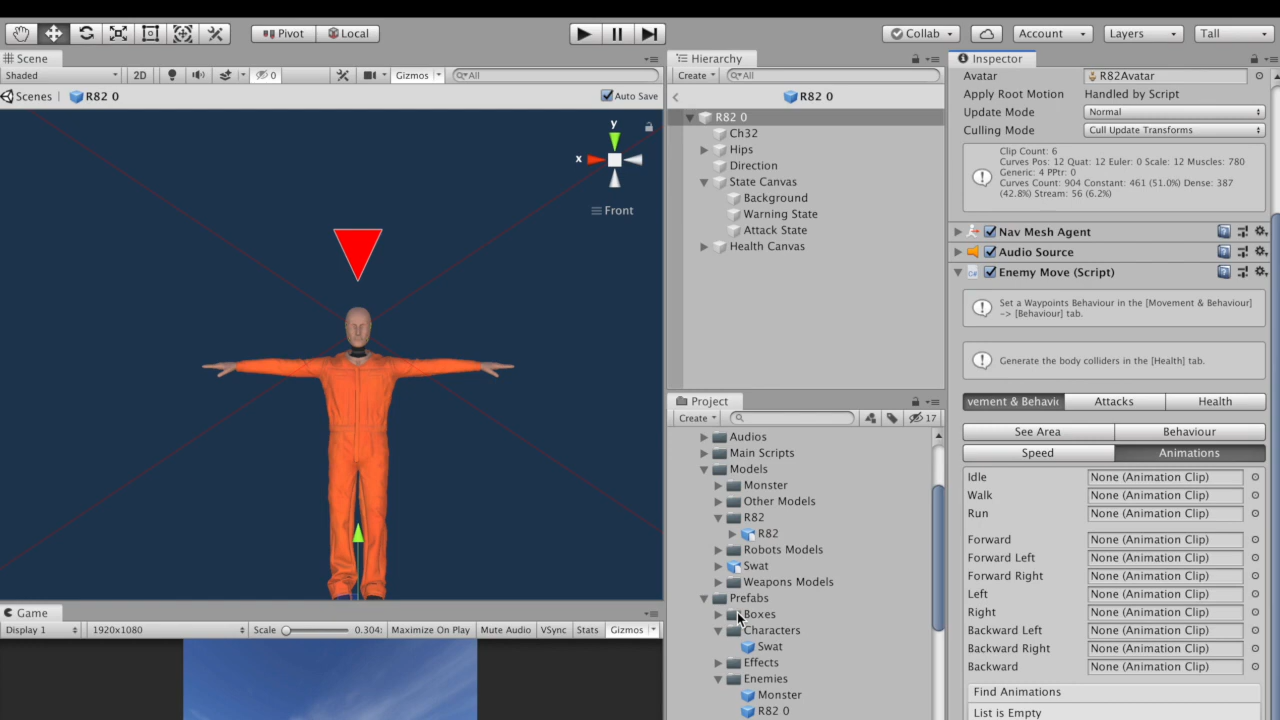 Pivot
Local
Collab
Account
Layers
Tall
Scene
Shaded
2D
0
Gizmos
All
Scenes
R82 0
Auto Save
y
x
Front
Game
Display 1
1920x1080
Scale
0.304:
Maximize On Play
Mute Audio
VSync
Stats
Gizmos
Hierarchy
Create
All
R82 0
R82 0
Ch32
Hips
Direction
State Canvas
Background
Warning State
Attack State
Health Canvas
Project
Create
17
Audios
Main Scripts
Models
Monster
Other Models
R82
R82
Robots Models
Swat
Weapons Models
Prefabs
Boxes
Characters
Swat
Effects
Enemies
Monster
R82 0
Inspector
Avatar
R82Avatar
Apply Root Motion
Handled by Script
Update Mode
Normal
Culling Mode
Cull Update Transforms
Clip Count: 6
Curves Pos: 12 Quat: 12 Euler: 0 Scale: 12 Muscles: 780
Generic: 4 PPtr: 0
Curves Count: 904 Constant: 461 (51.0%) Dense: 387
(42.8%) Stream: 56 (6.2%)
Nav Mesh Agent
Audio Source
Enemy Move (Script)
Set a Waypoints Behaviour in the [Movement & Behaviour]
-> [Behaviour] tab.
Generate the body colliders in the [Health] tab.
vement & Behavic
Attacks
Health
See Area
Behaviour
Speed
Animations
Idle None (Animation Clip)
Walk None (Animation Clip)
Run None (Animation Clip)
Forward None (Animation Clip)
Forward Left None (Animation Clip)
Forward Right None (Animation Clip)
Left None (Animation Clip)
Right None (Animation Clip)
Backward Left None (Animation Clip)
Backward Right None (Animation Clip)
Backward None (Animation Clip)
Find Animations
List is Empty